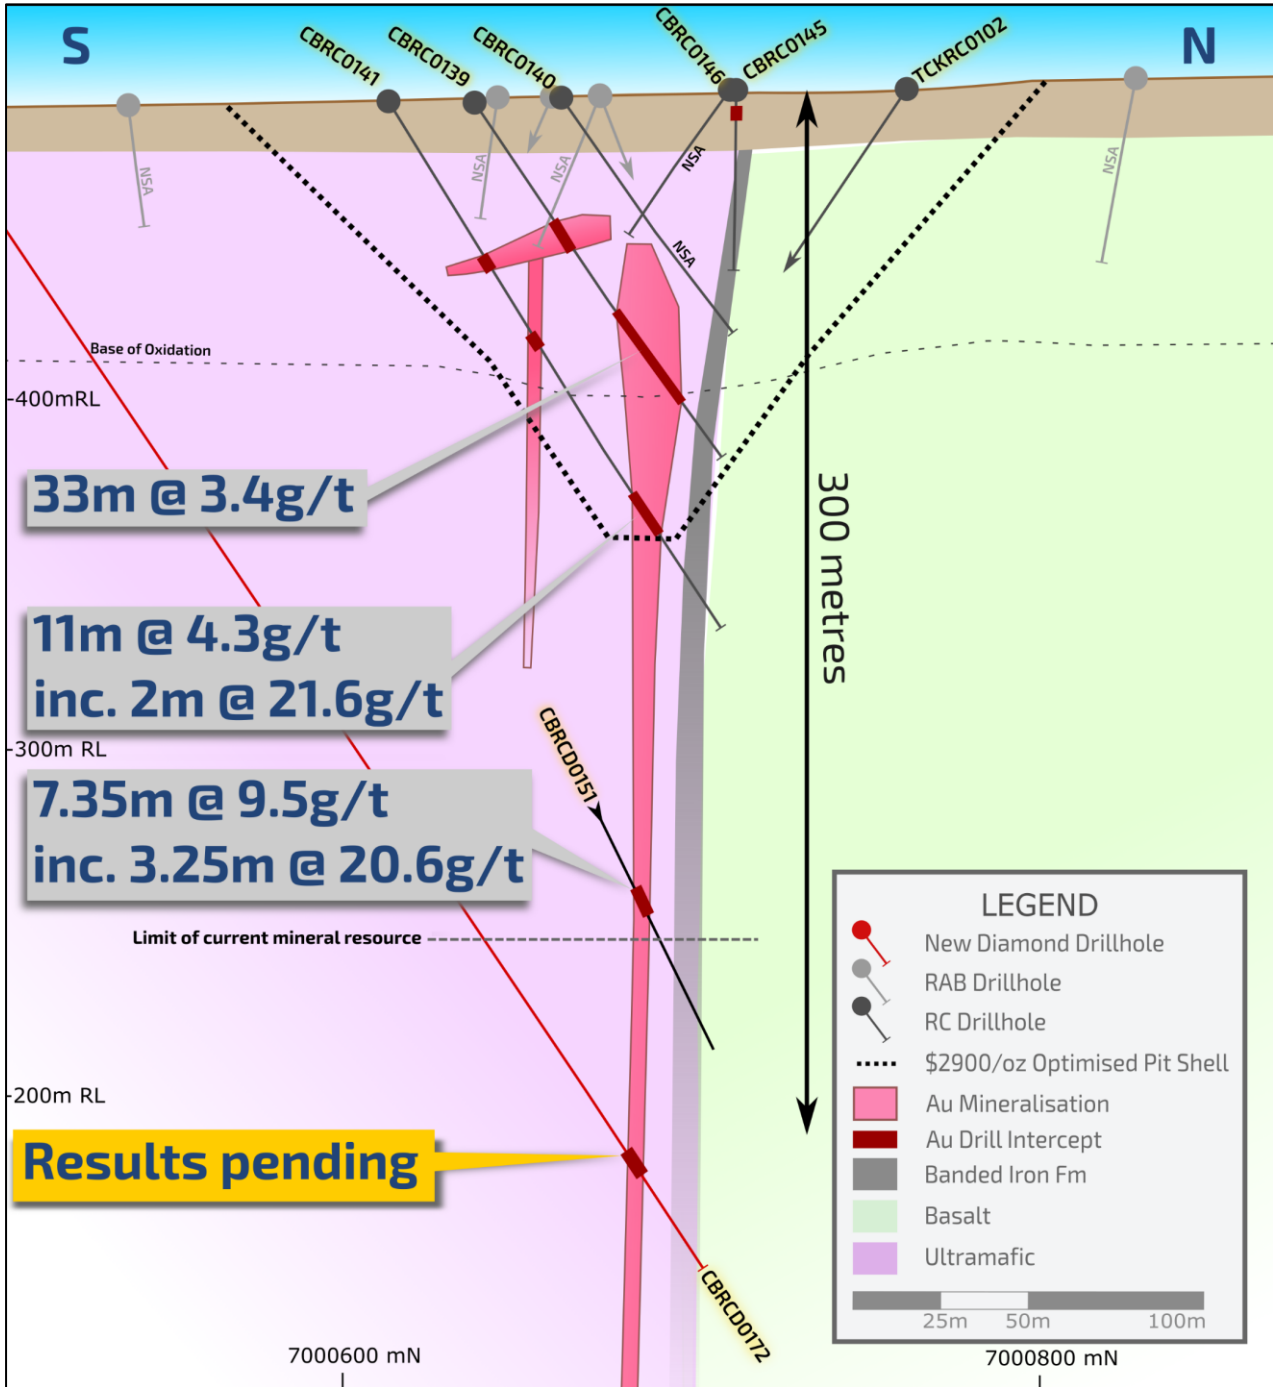 S
N
CBRC0141
CBRC0139
CBRC0140
CBRC0146
CBRC0145
TCKRC0102
NSA
NSA
NSA
NSA
NSA
NSA
Base of Oxidation
400mRL
33m @ 3.4g/t
300 metres
11m @ 4.3g/t
inc. 2m @ 21.6g/t
300m RL
CBRCD0151
7.35m @ 9.5g/t
inc. 3.25m @ 20.6g/t
Limit of current mineral resource
200m RL
Results pending
CBRCD0172
LEGEND
New Diamond Drillhole
RAB Drillhole
RC Drillhole
$2900/oz Optimised Pit Shell
Au Mineralisation
Au Drill Intercept
Banded Iron Fm
Basalt
Ultramafic
25m 50m 100m
7000600 mN
7000800 mN